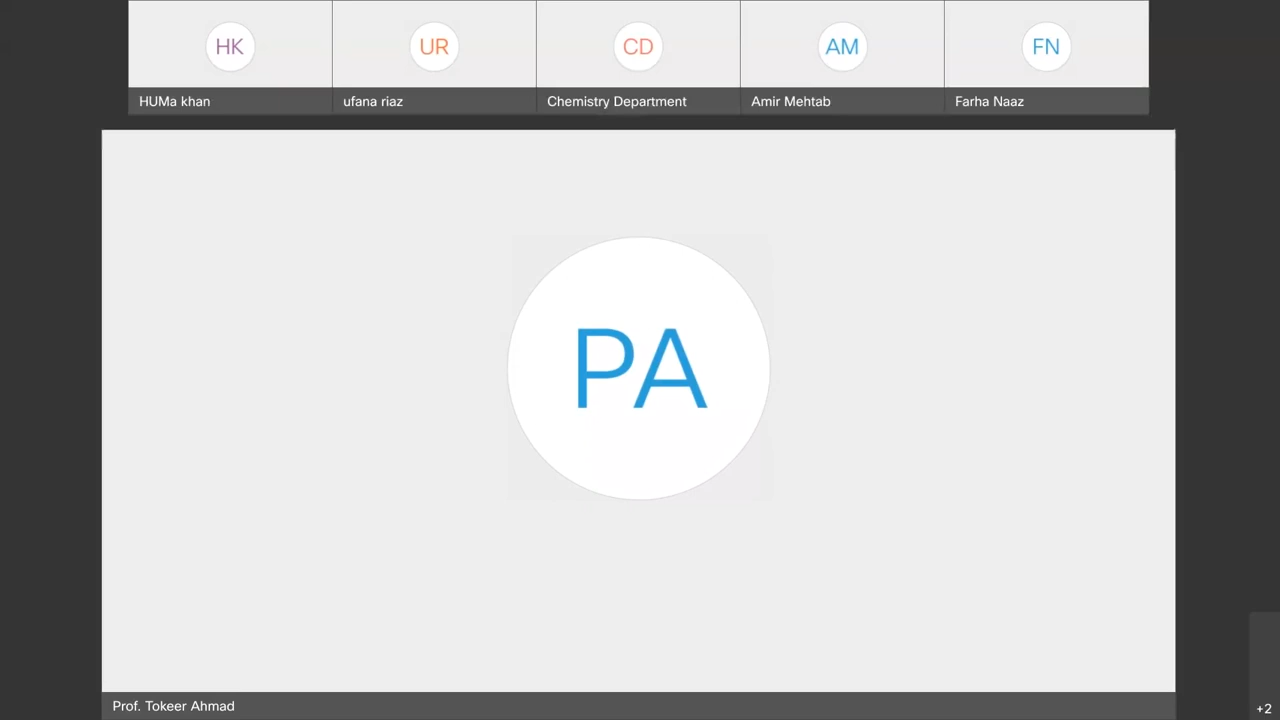 HK
UR
CD
AM
FN
HUMa khan
ufana riaz
Chemistry Department
Amir Mehtab
Farha Naaz
PA
Prof. Tokeer Ahmad
+2